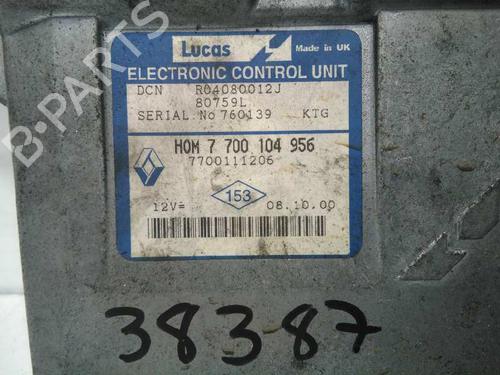 B-PARTS
Lucas Made in UK
ELECTRONIC CONTROL UNIT
DCN R04080012J
80759L
SERIAL No 760139 KTG
HOM 7 700 104 956
7700111206
153
12V= 08.10.00
38387